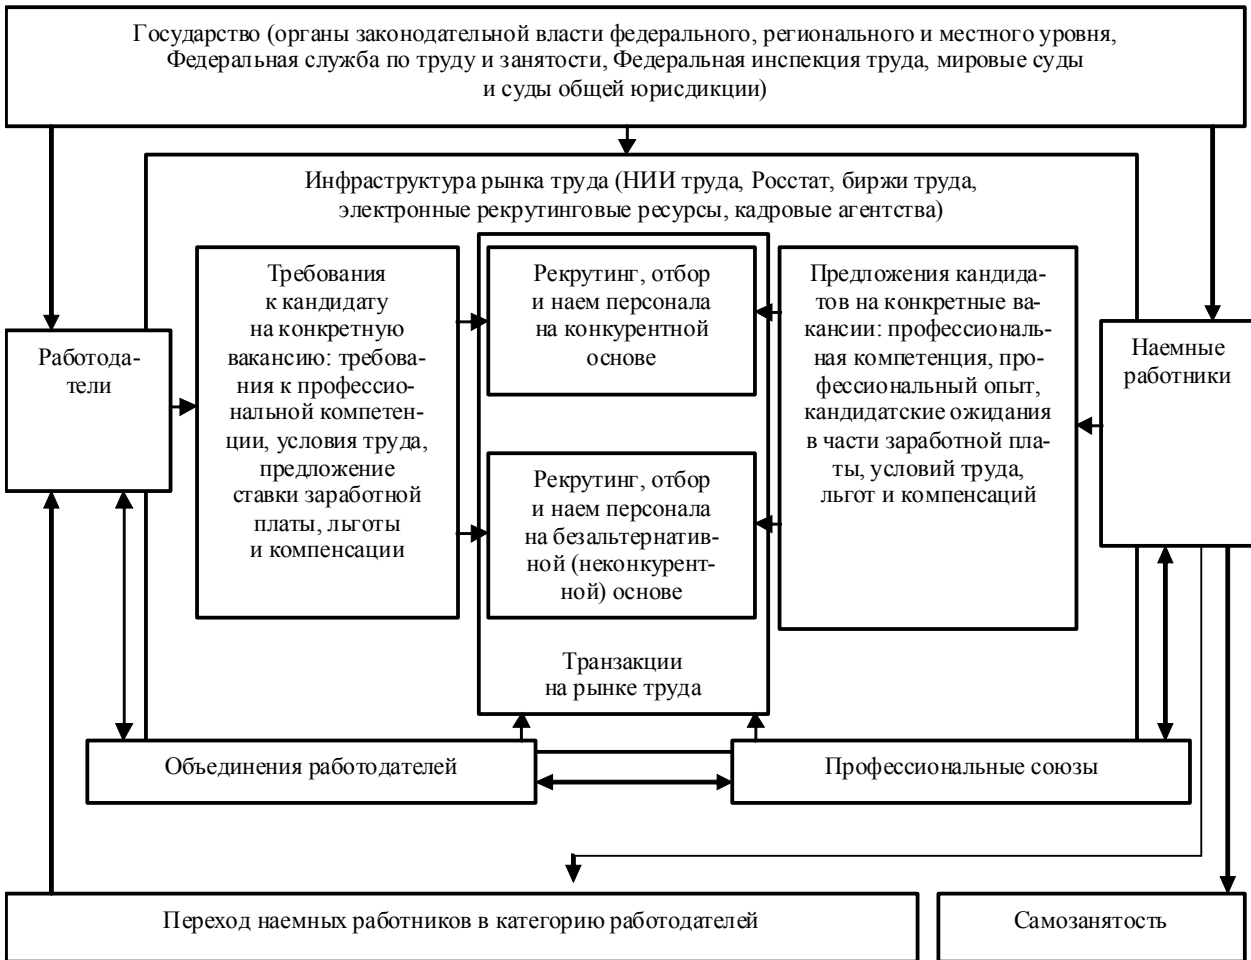 Государство (органы законодательной власти федерального, регионального и местного уровня,
Федеральная служба по труду и занятости, Федеральная инспекция труда, мировые суды
и суды общей юрисдикции)
Инфраструктура рынка труда (НИИ труда, Росстат, биржи труда,
электронные рекрутинговые ресурсы, кадровые агентства)
Работода-
тели
Требования
к кандидату
на конкретную
вакансию: требова-
ния к профессио-
нальной компетен-
ции, условия труда,
предложение
ставки заработной
платы, льготы
и компенсации
Рекрутинг, отбор
и наем персонала
на конкурентной
основе
Рекрутинг, отбор
и наем персонала
на безальтернатив-
ной (неконкурент-
ной) основе
Транзакции
на рынке труда
Предложения кандида-
тов на конкретные ва-
кансии: профессиональ-
ная компетенция, про-
фессиональный опыт,
кандидатские ожидания
в части заработной пла-
ты, условий труда,
льгот и компенсаций
Наемные
работники
Объединения работодателей
Профессиональные союзы
Переход наемных работников в категорию работодателей
Самозанятость